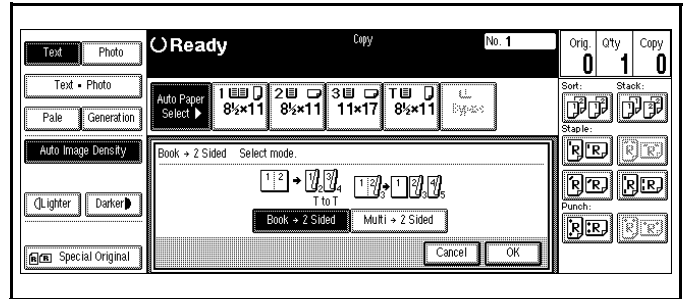 Text
Photo
Text • Photo
Pale
Generation
Auto Image Density
Lighter
Darker
Special Original
Ready
Copy
No. 1
Auto Paper
Select
1
8½×11
2
8½×11
3
11×17
T
8½×11
Bypass
Book → 2 Sided Select mode.
1 2 → 1 2 3 4
T to T
1 2 3 → 1 2 3 4 5
Book → 2 Sided
Multi → 2 Sided
Cancel
OK
Orig.
Q'ty
Copy
0
1
0
Sort:
Stack:
Staple:
Punch: